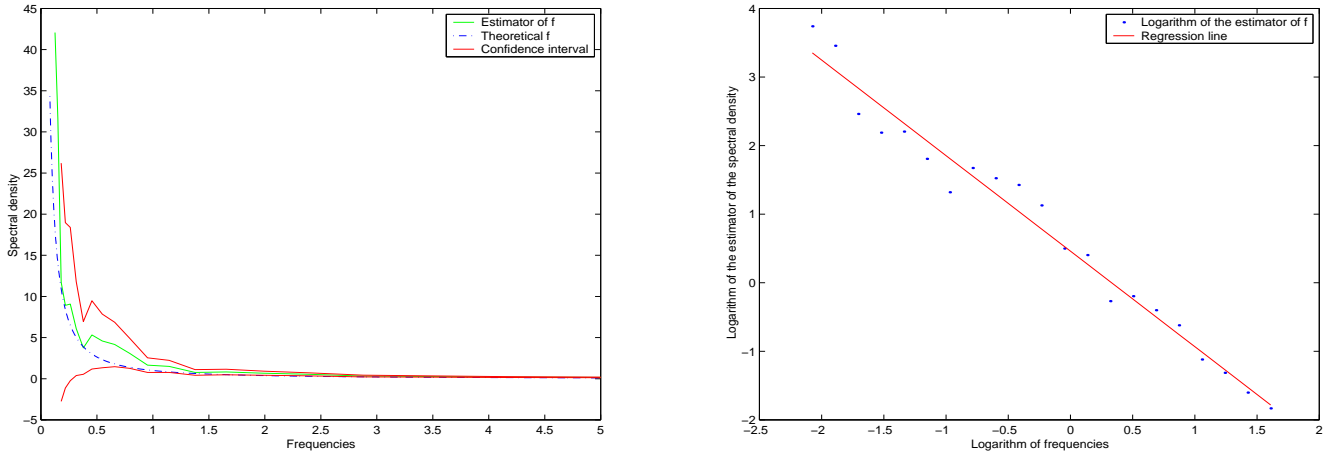 45
40
35
30
25
20
15
10
5
0
−5
Spectral density
0 0.5 1 1.5 2 2.5 3 3.5 4 4.5 5
Frequencies
Estimator of f
Theoretical f
Confidence interval
4
3
2
1
0
−1
−2
Logarithm of the estimator of the spectral density
−2.5 −2 −1.5 −1 −0.5 0 0.5 1 1.5 2
Logarithm of frequencies
Logarithm of the estimator of f
Regression line